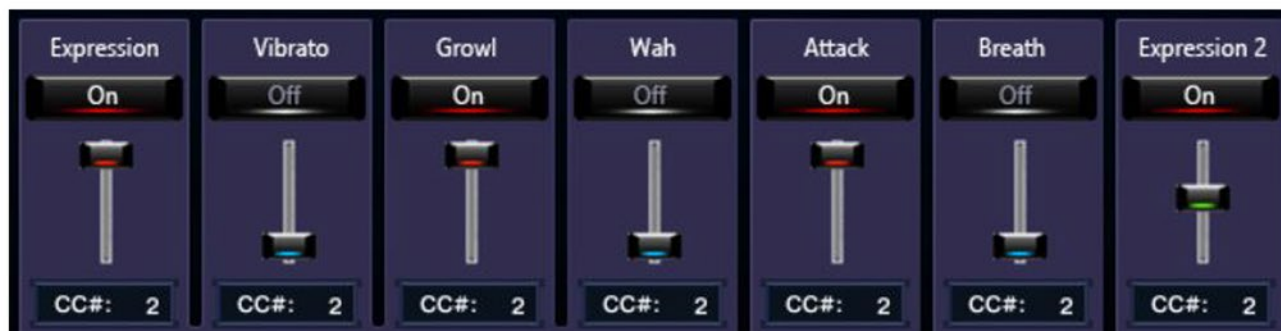 Expression Vibrato Growl Wah Attack Breath Expression 2
On Off On Off On Off On
CC#: 2 CC#: 2 CC#: 2 CC#: 2 CC#: 2 CC#: 2 CC#: 2